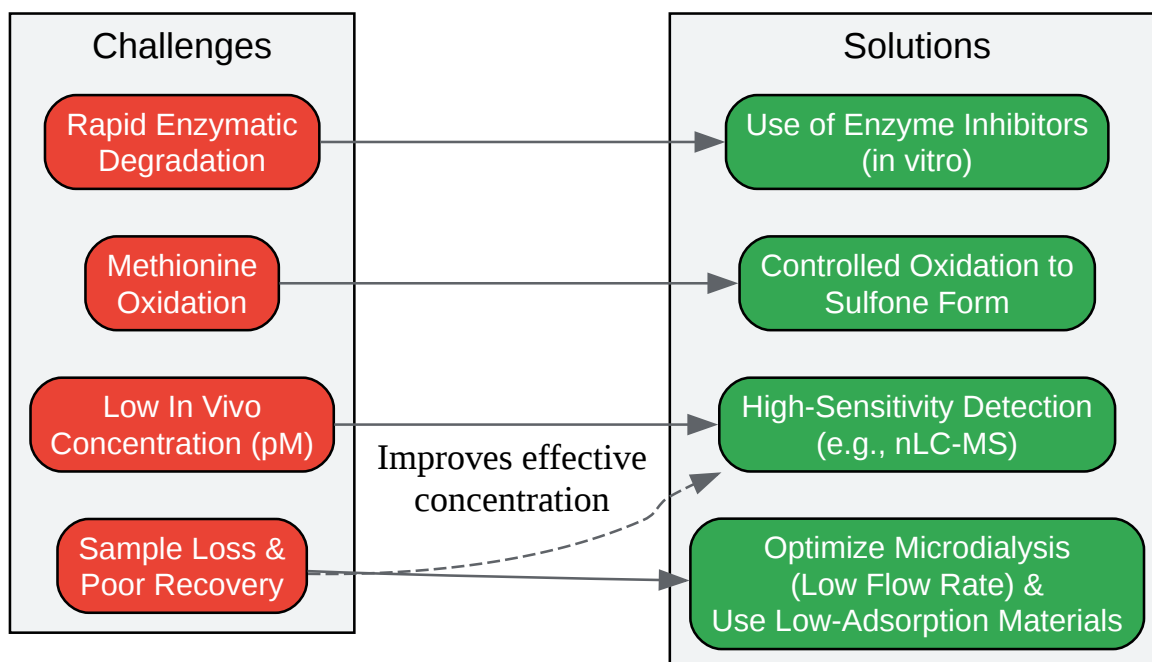 Challenges
Rapid Enzymatic
Degradation
Methionine
Oxidation
Low In Vivo
Concentration (pM)
Sample Loss &
Poor Recovery
Improves effective
concentration
Solutions
Use of Enzyme Inhibitors
(in vitro)
Controlled Oxidation to
Sulfone Form
High-Sensitivity Detection
(e.g., nLC-MS)
Optimize Microdialysis
(Low Flow Rate) &
Use Low-Adsorption Materials